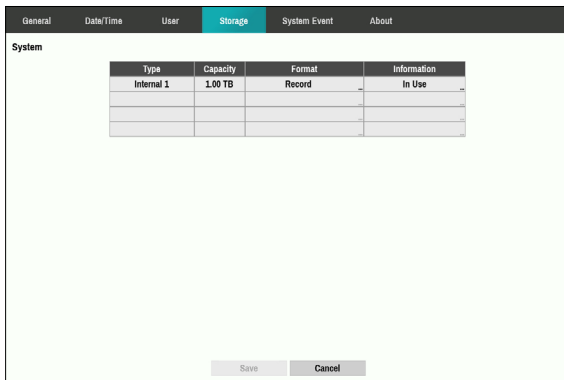 General Date/Time User Storage System Event About
System
Type Capacity Format Information
Internal 1 1.00 TB Record ... In Use ...
... ...
... ...
... ...
Save Cancel